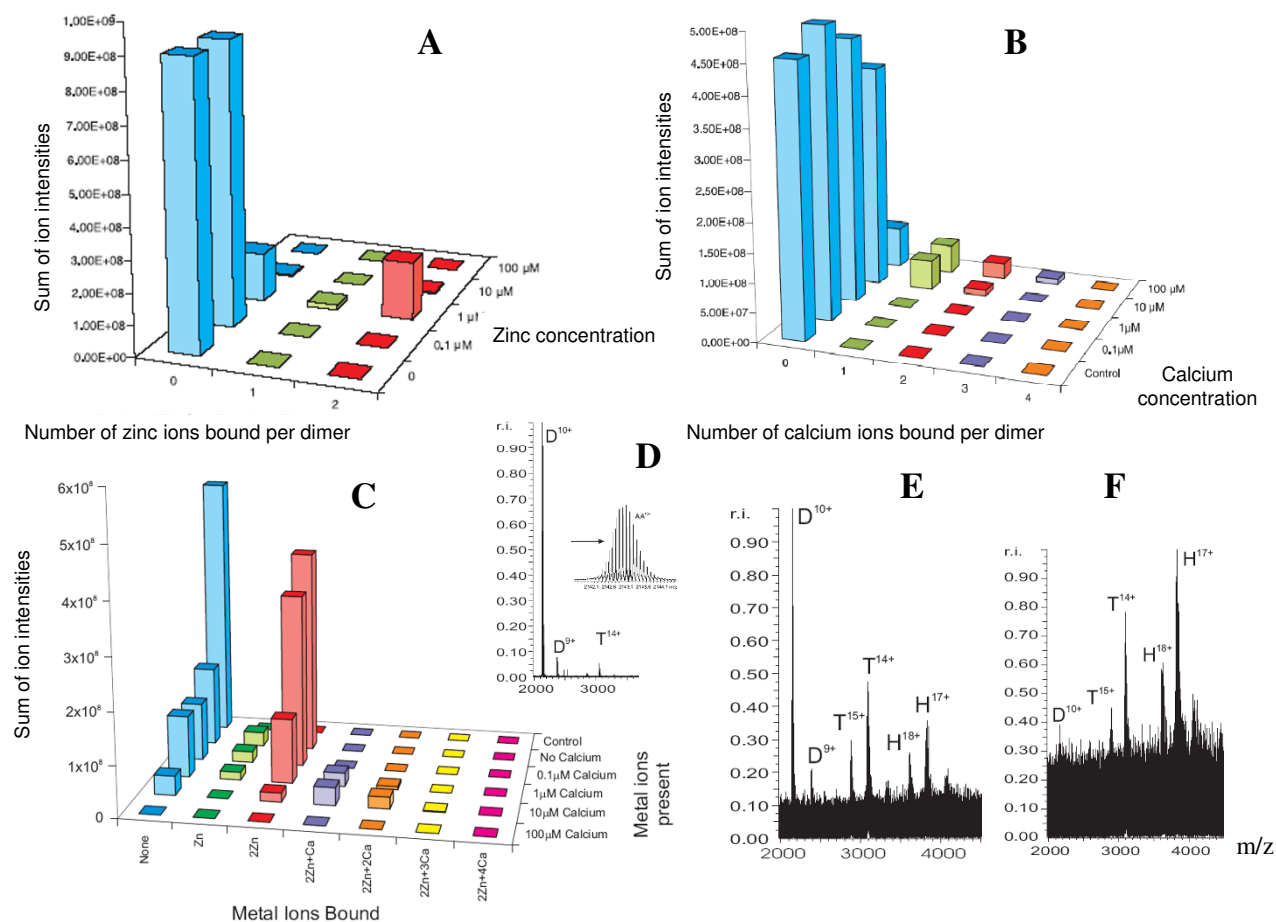 A
Sum of ion intensities
1.00E+09
9.00E+08
8.00E+08
7.00E+08
6.00E+08
5.00E+08
4.00E+08
3.00E+08
2.00E+08
1.00E+08
0.00E+00
0
1
2
0
0.1 µM
1 µM
10 µM
100 µM
Zinc concentration
Number of zinc ions bound per dimer
B
Sum of ion intensities
5.00E+08
4.50E+08
4.00E+08
3.50E+08
3.00E+08
2.50E+08
2.00E+08
1.50E+08
1.00E+08
5.00E+07
0.00E+00
0
1
2
3
4
Control
0.1µM
1µM
10 µM
100 µM
Calcium
concentration
Number of calcium ions bound per dimer
C
Sum of ion intensities
6x10⁸
5x10⁸
4x10⁸
3x10⁸
2x10⁸
1x10⁸
0
None
Zn
2Zn
2Zn+Ca
2Zn+2Ca
2Zn+3Ca
2Zn+4Ca
Control
No Calcium
0.1µM Calcium
1µM Calcium
10µM Calcium
100µM Calcium
Metal ions
present
Metal Ions Bound
D
r.i.
D¹⁰⁺
0.90
0.80
0.70
0.60
0.50
0.40
0.30
0.20
0.10
0.00
D⁹⁺
T¹⁴⁺
2000
3000
E
r.i.
D¹⁰⁺
0.90
0.80
0.70
0.60
0.50
0.40
0.30
0.20
0.10
0.00
D⁹⁺
T¹⁵⁺
T¹⁴⁺
H¹⁸⁺
H¹⁷⁺
2000
3000
4000
F
r.i.
0.90
0.80
0.70
0.60
0.50
0.40
0.30
0.20
0.10
0.00
D¹⁰⁺
T¹⁵⁺
T¹⁴⁺
H¹⁸⁺
H¹⁷⁺
2000
3000
4000
m/z